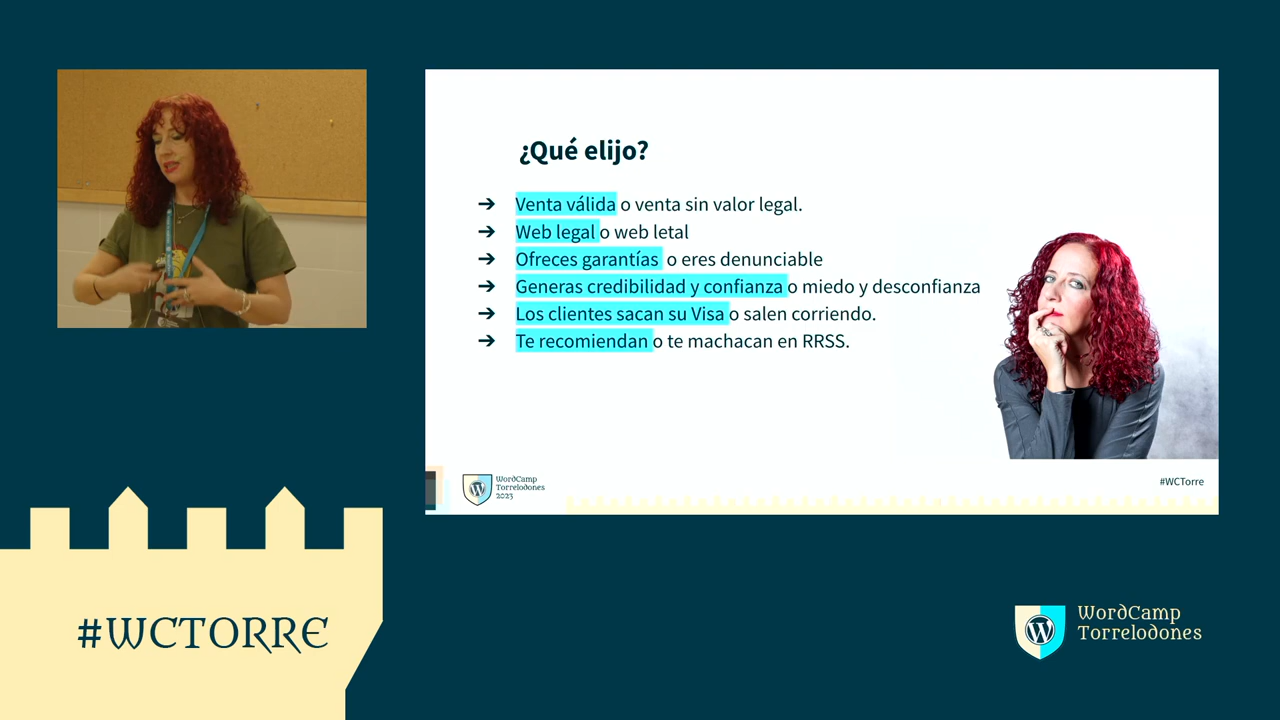 ¿Qué elijo?
➔ Venta válida o venta sin valor legal.
➔ Web legal o web letal
➔ Ofreces garantías o eres denunciable
➔ Generas credibilidad y confianza o miedo y desconfianza
➔ Los clientes sacan su Visa o salen corriendo.
➔ Te recomiendan o te machacan en RRSS.
WordCamp
Torrelodones
2023
#WCTorre
#WCTORRE
WordCamp
Torrelodones